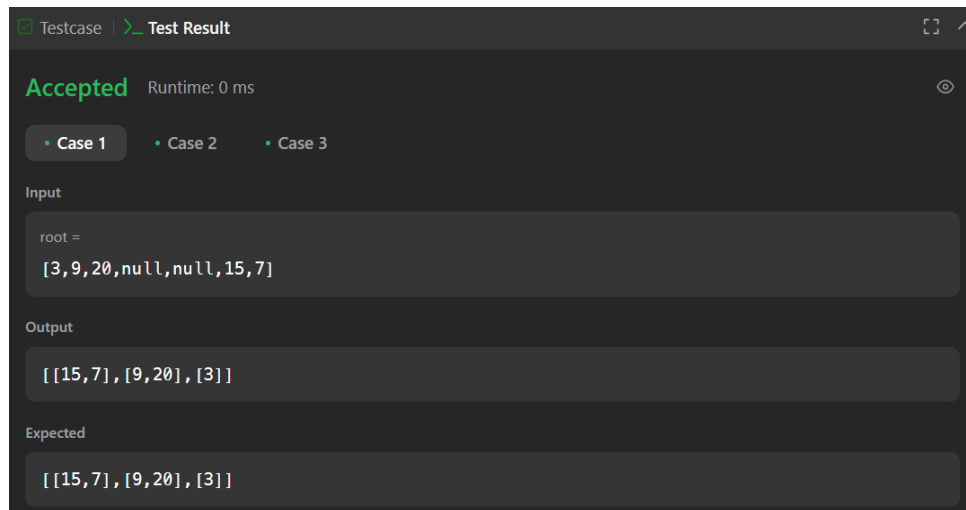 Testcase | >_ Test Result
Accepted Runtime: 0 ms
• Case 1 • Case 2 • Case 3
Input
root =
[3,9,20,null,null,15,7]
Output
[[15,7],[9,20],[3]]
Expected
[[15,7],[9,20],[3]]